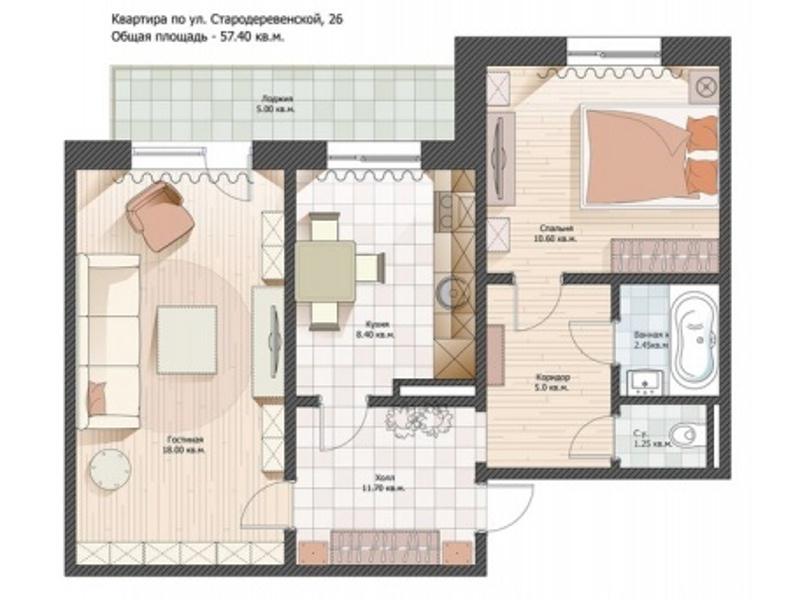 Квартира по ул. Стародеревенской, 26
Общая площадь - 57.40 кв.м.
Лоджия
5.00 кв.м.
Спальня
10.60 кв.м.
Кухня
8.40 кв.м.
Ванная к
2.45кв.м
Коридор
5.0 кв.м.
Гостиная
18.00 кв.м.
С.у.
1.25 кв.м.
Холл
11.70 кв.м.